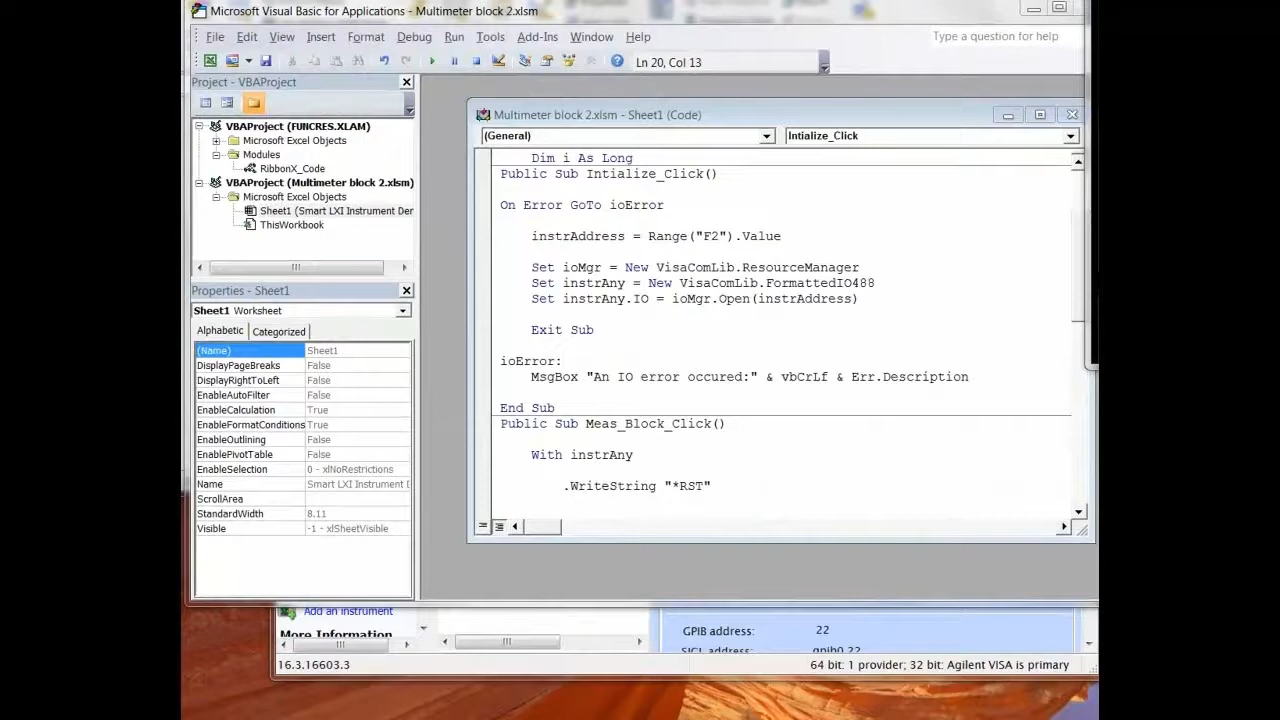 Microsoft Visual Basic for Applications - Multimeter block 2.xlsm
File Edit View Insert Format Debug Run Tools Add-Ins Window Help
Type a question for help
Ln 20, Col 13
Project - VBAProject
VBAProject (FUNCRES.XLAM)
Microsoft Excel Objects
Modules
RibbonX_Code
VBAProject (Multimeter block 2.xlsm)
Microsoft Excel Objects
Sheet1 (Smart LXI Instrument Der
ThisWorkbook
Properties - Sheet1
Sheet1 Worksheet
Alphabetic Categorized
(Name) Sheet1
DisplayPageBreaks False
DisplayRightToLeft False
EnableAutoFilter False
EnableCalculation True
EnableFormatConditions True
EnableOutlining False
EnablePivotTable False
EnableSelection 0 - xlNoRestrictions
Name Smart LXI Instrument D
ScrollArea
StandardWidth 8.11
Visible -1 - xlSheetVisible
Multimeter block 2.xlsm - Sheet1 (Code)
(General) Intialize_Click
Dim i As Long
Public Sub Intialize_Click()
On Error GoTo ioError
instrAddress = Range("F2").Value
Set ioMgr = New VisaComLib.ResourceManager
Set instrAny = New VisaComLib.FormattedIO488
Set instrAny.IO = ioMgr.Open(instrAddress)
Exit Sub
ioError:
MsgBox "An IO error occured:" & vbCrLf & Err.Description
End Sub
Public Sub Meas_Block_Click()
With instrAny
.WriteString "*RST"
Add an instrument
More Information
GPIB address: 22
SICL address: gpib0,22
16.3.16603.3
64 bit: 1 provider; 32 bit: Agilent VISA is primary